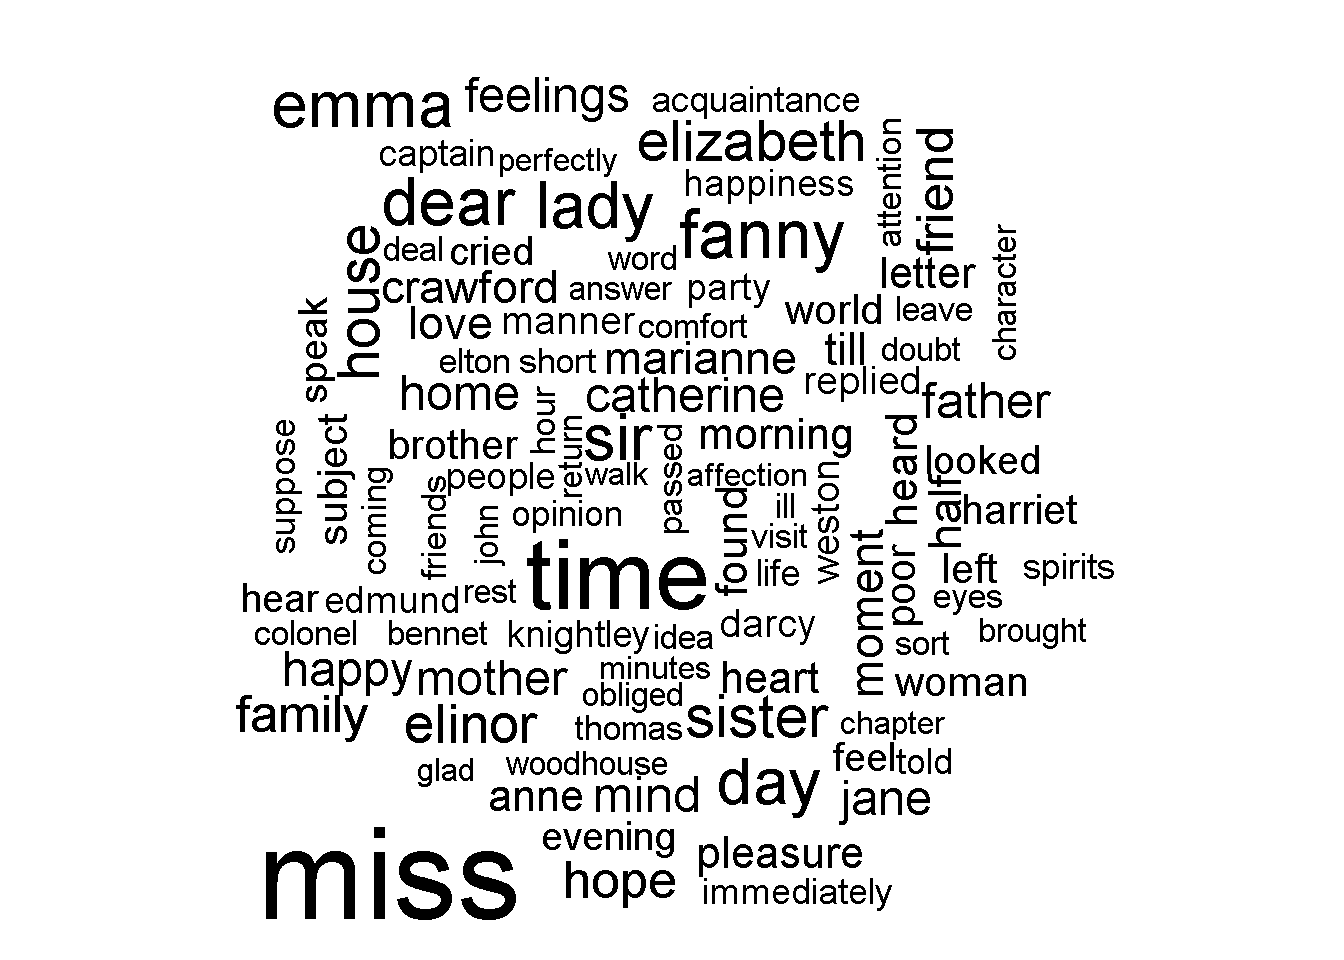 emma feelings acquaintance
captain perfectly elizabeth attention friend
dear lady happiness
fanny
house deal cried word
letter character
crawford answer party
speak love manner comfort world leave
elton short marianne till doubt
home catherine replied father
suppose subject brother hour return sir passed morning heard looked
coming friends people walk affection weston half
john opinion ill harriet
time found visit life moment poor left spirits
hear edmund rest eyes
colonel bennet knightley idea darcy sort brought
happy mother minutes heart woman
obliged
family elinor thomas sister chapter
glad woodhouse day feel told
anne mind jane
miss evening pleasure
hope immediately